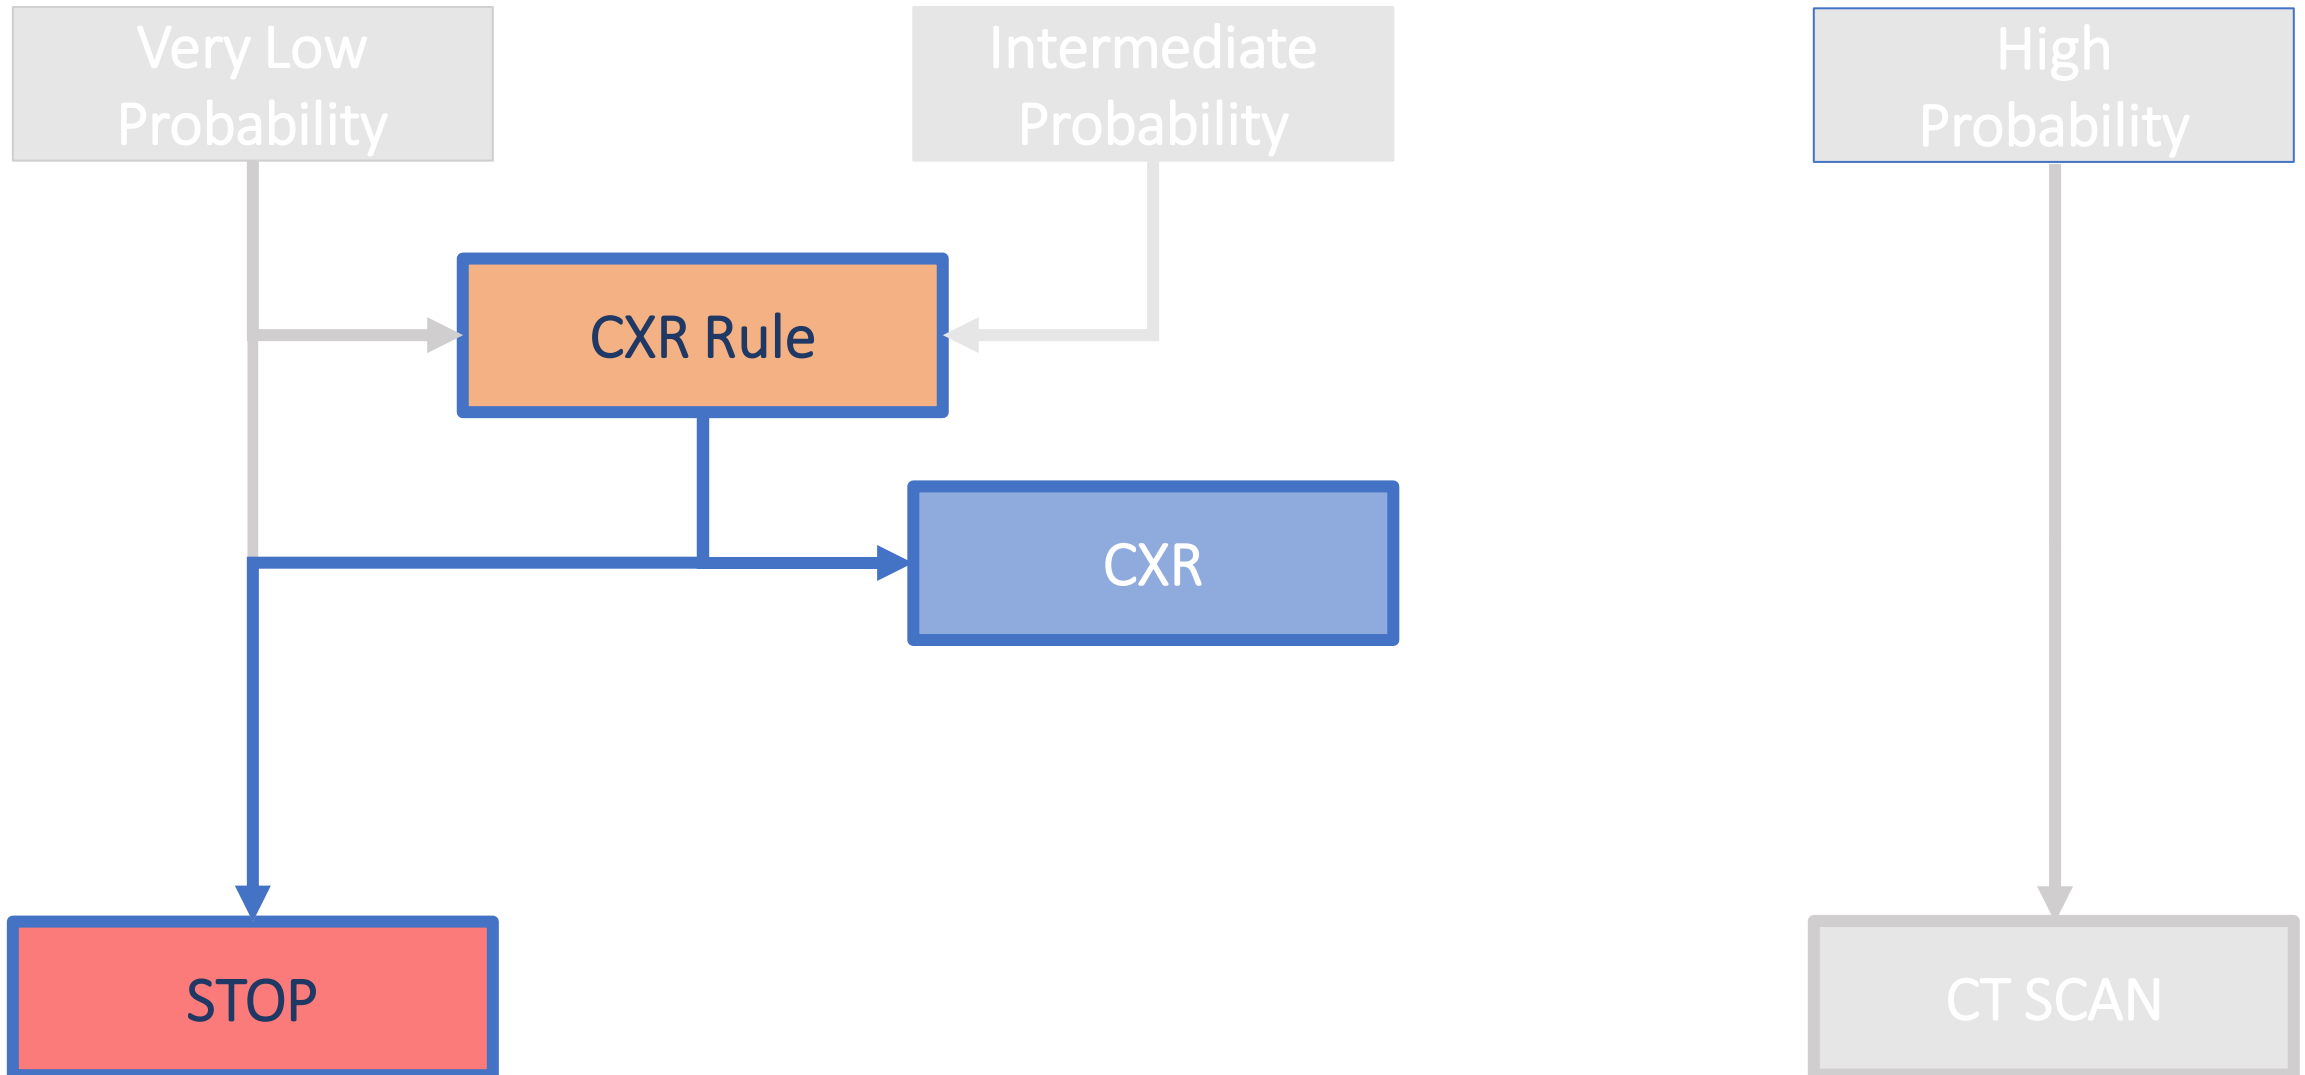 Very Low
Probability
Intermediate
Probability
High
Probability
CXR Rule
CXR
STOP
CT SCAN